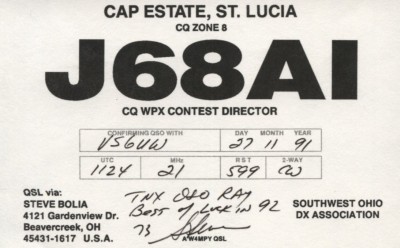 CAP ESTATE, ST. LUCIA
CQ ZONE 8
J68AI
CQ WPX CONTEST DIRECTOR
CONFIRMING QSO WITH DAY MONTH YEAR
VS6UW 27 11 91
UTC MHz RST 2-WAY
1124 21 599 CW
QSL via:
STEVE BOLIA
4121 Gardenview Dr.
Beavercreek, OH
45431-1617 U.S.A.
TNX QSO RAY
BEST of LUCK IN 92
73
A W4MPY QSL
SOUTHWEST OHIO
DX ASSOCIATION